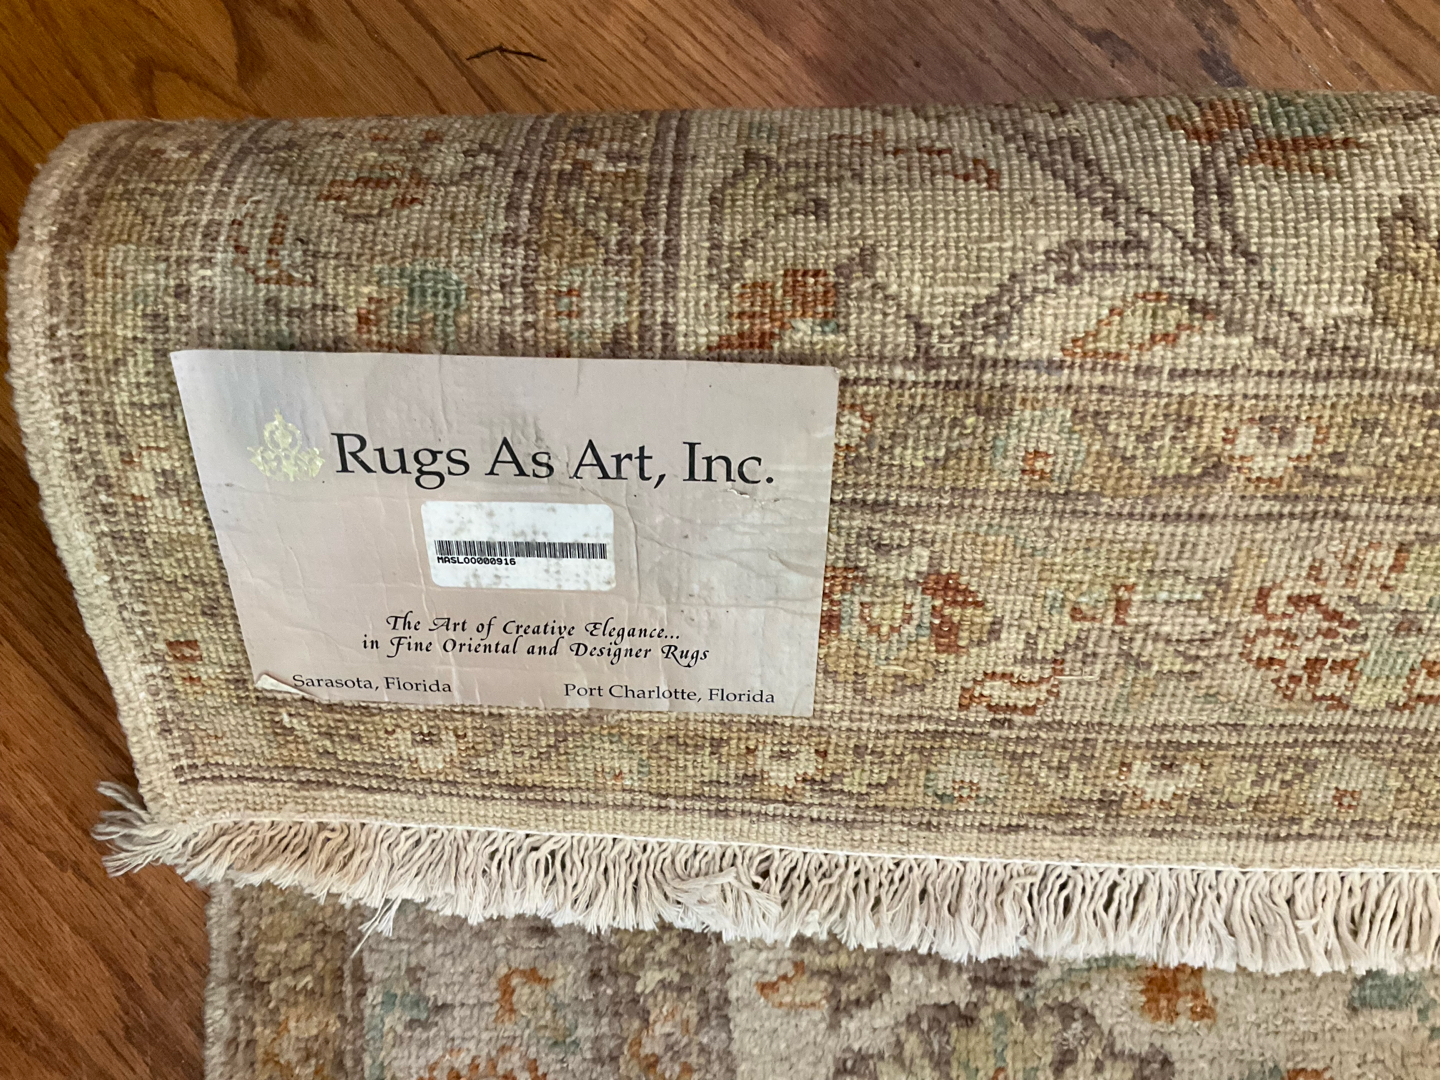 Rugs As Art, Inc.
MASLO0000916
The Art of Creative Elegance...
in Fine Oriental and Designer Rugs
Sarasota, Florida
Port Charlotte, Florida